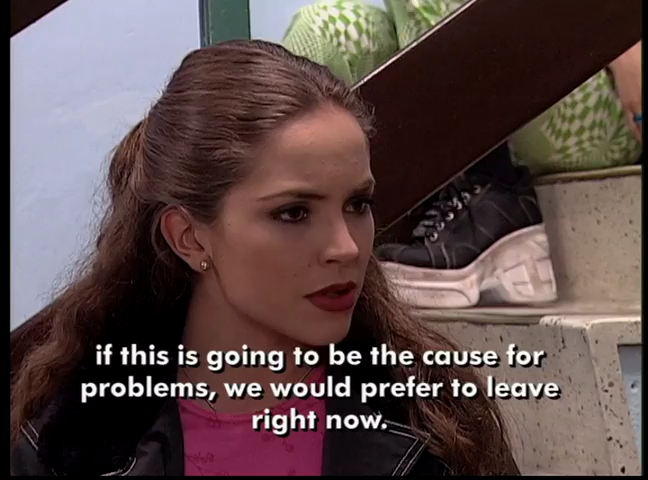 if this is going to be the cause for
problems, we would prefer to leave
right now.